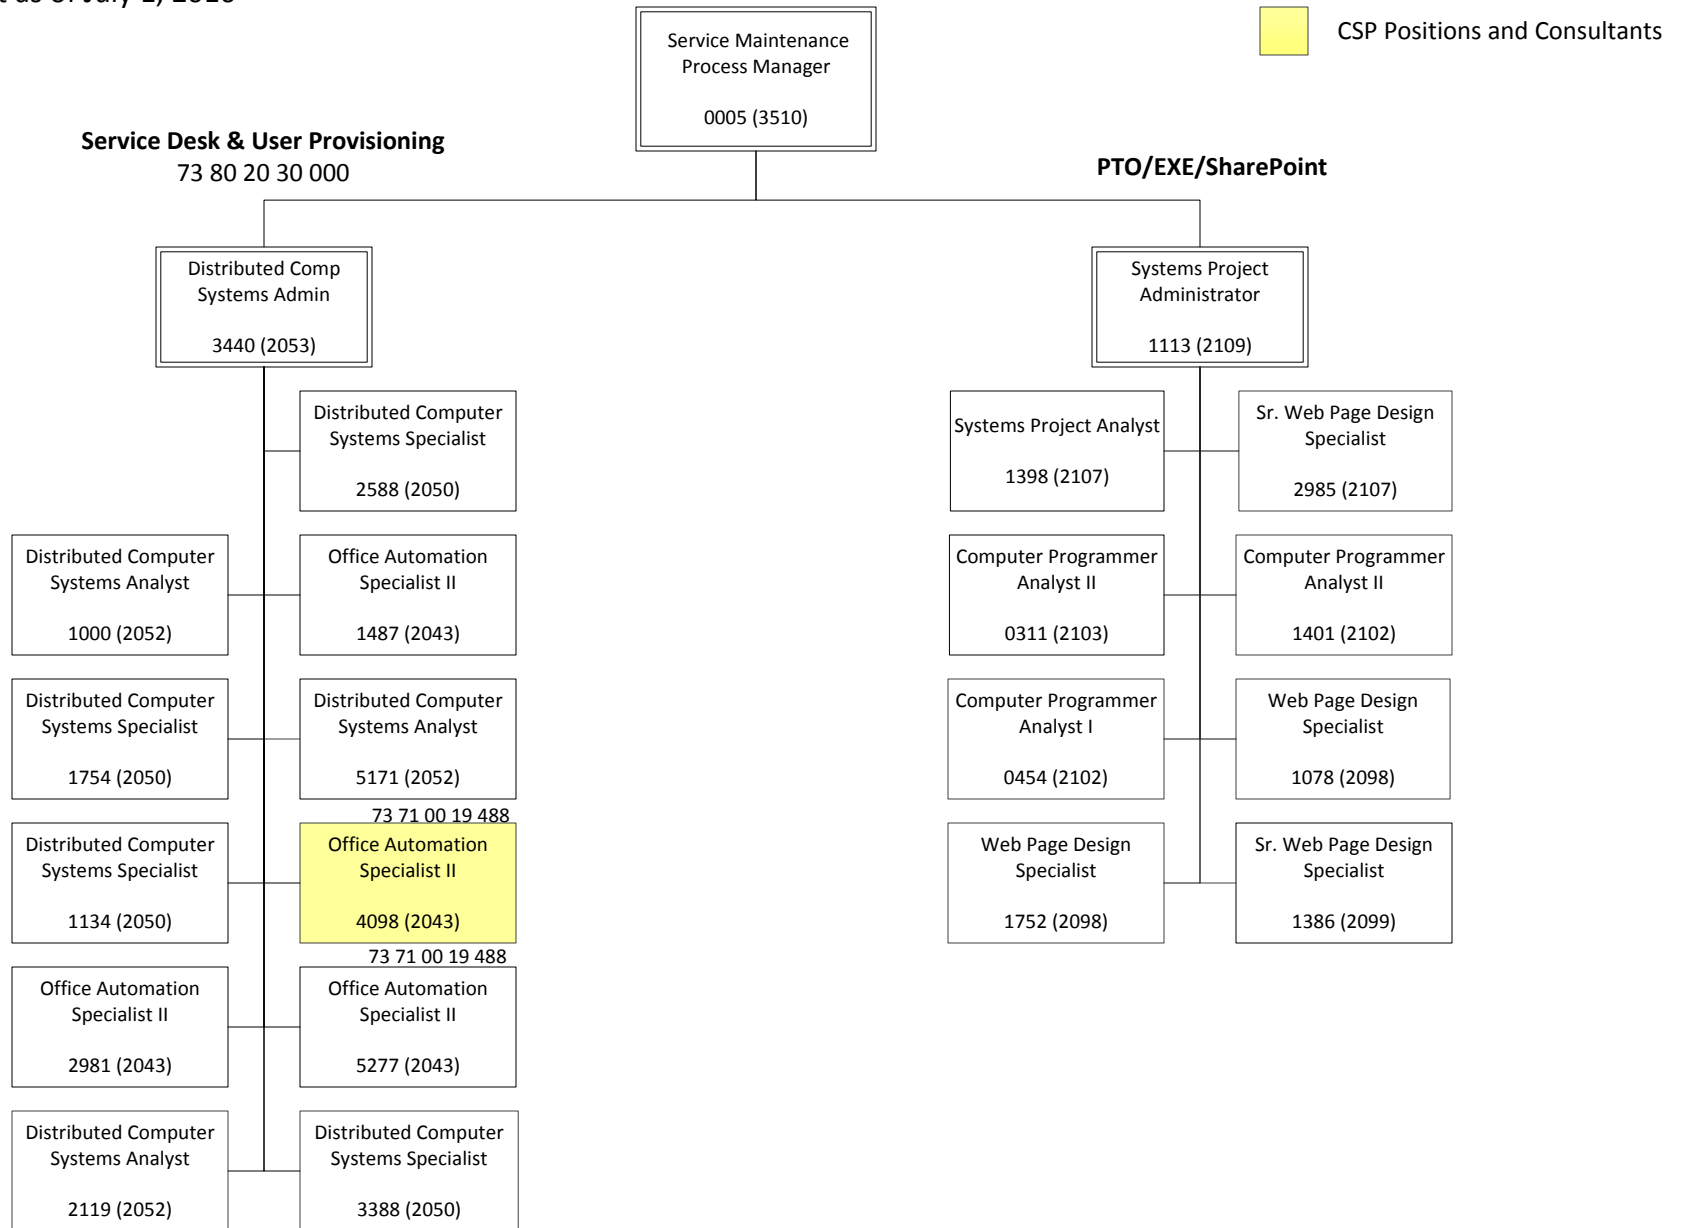 Service Maintenance
Process Manager
0005 (3510)
CSP Positions and Consultants
Service Desk & User Provisioning
73 80 20 30 000
PTO/EXE/SharePoint
Distributed Comp
Systems Admin
3440 (2053)
Systems Project
Administrator
1113 (2109)
Distributed Computer
Systems Specialist
2588 (2050)
Distributed Computer
Systems Analyst
1000 (2052)
Office Automation
Specialist II
1487 (2043)
Distributed Computer
Systems Specialist
1754 (2050)
Distributed Computer
Systems Analyst
5171 (2052)
73 71 00 19 488
Distributed Computer
Systems Specialist
1134 (2050)
Office Automation
Specialist II
4098 (2043)
73 71 00 19 488
Office Automation
Specialist II
2981 (2043)
Office Automation
Specialist II
5277 (2043)
Distributed Computer
Systems Analyst
2119 (2052)
Distributed Computer
Systems Specialist
3388 (2050)
Systems Project Analyst
1398 (2107)
Sr. Web Page Design
Specialist
2985 (2107)
Computer Programmer
Analyst II
0311 (2103)
Computer Programmer
Analyst II
1401 (2102)
Computer Programmer
Analyst I
0454 (2102)
Web Page Design
Specialist
1078 (2098)
Web Page Design
Specialist
1752 (2098)
Sr. Web Page Design
Specialist
1386 (2099)